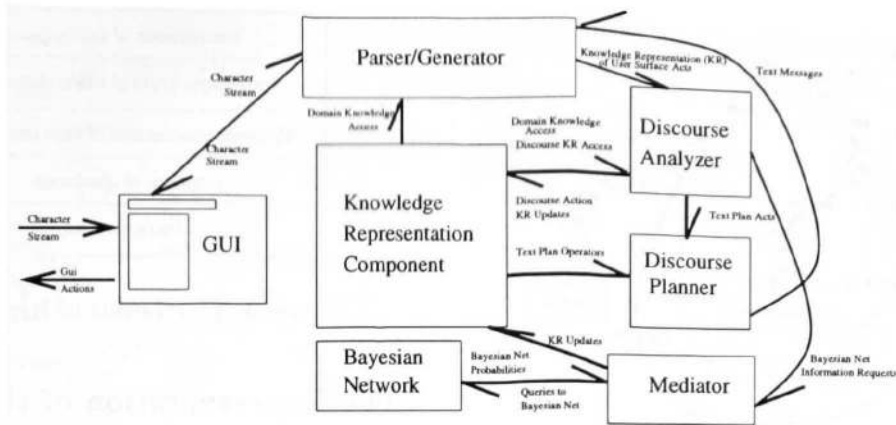 Parser/Generator
Knowledge Representation (KR)
of User Surface Acts
Text Messages
Character
Stream
Domain Knowledge
Access
Character
Stream
Domain Knowledge
Access
Discourse KR Access
Discourse
Analyzer
Character
Stream
GUI
Gui
Actions
Knowledge
Representation
Component
Discourse Action
KR Updates
Text Plan Acts
Text Plan Operators
Discourse
Planner
KR Updates
Bayesian
Network
Bayesian Net
Probabilities
Queries to
Bayesian Net
Mediator
Bayesian Net
Information Requests